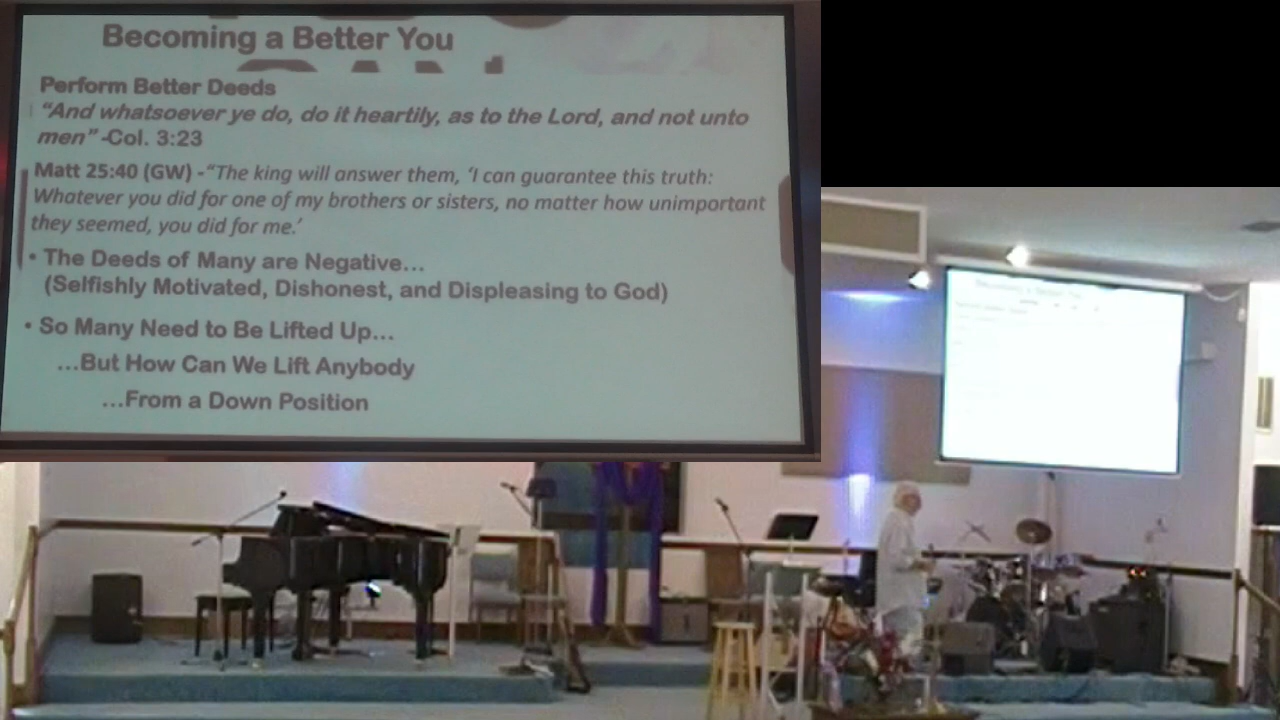 Becoming a Better You
Perform Better Deeds
"And whatsoever ye do, do it heartily, as to the Lord, and not unto
men" -Col. 3:23
Matt 25:40 (GW) -"The king will answer them, 'I can guarantee this truth:
Whatever you did for one of my brothers or sisters, no matter how unimportant
they seemed, you did for me.'
• The Deeds of Many are Negative...
(Selfishly Motivated, Dishonest, and Displeasing to God)
• So Many Need to Be Lifted Up...
...But How Can We Lift Anybody
...From a Down Position